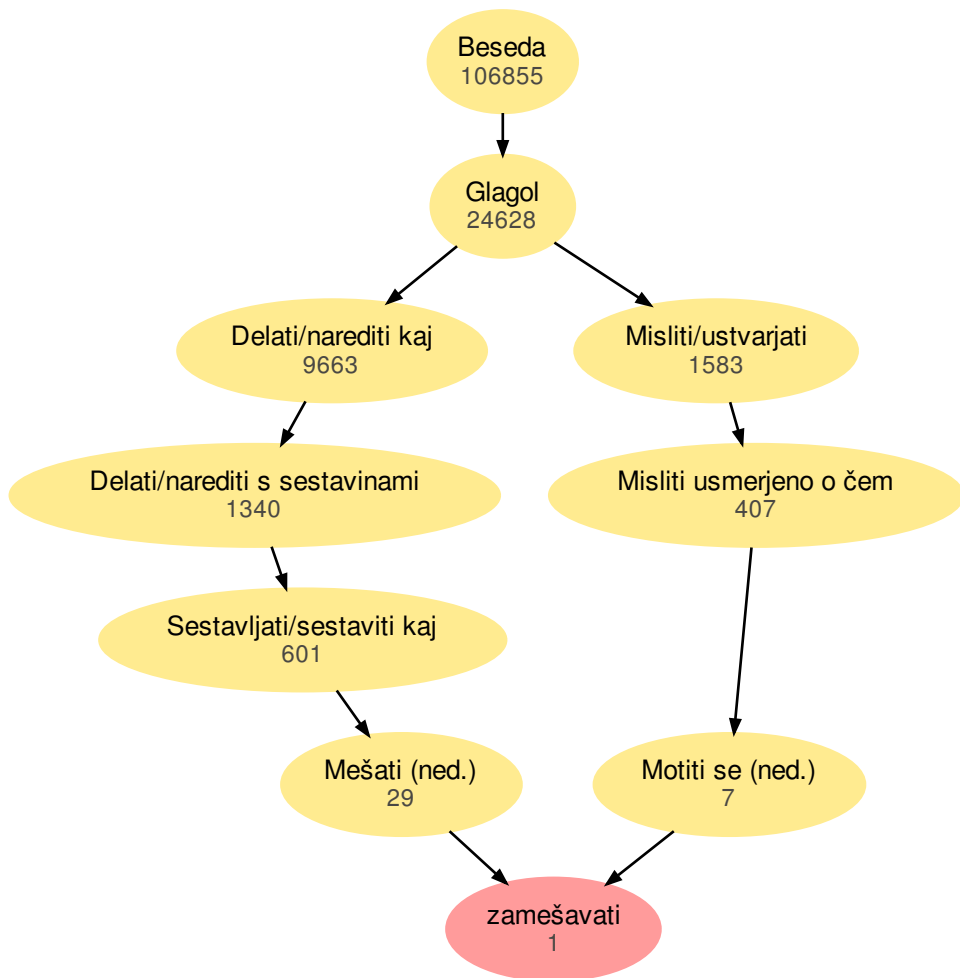 Beseda
106855
Glagol
24628
Delati/narediti kaj
9663
Misliti/ustvarjati
1583
Delati/narediti s sestavinami
1340
Misliti usmerjeno o čem
407
Sestavljati/sestaviti kaj
601
Mešati (ned.)
29
Motiti se (ned.)
7
zamešavati
1